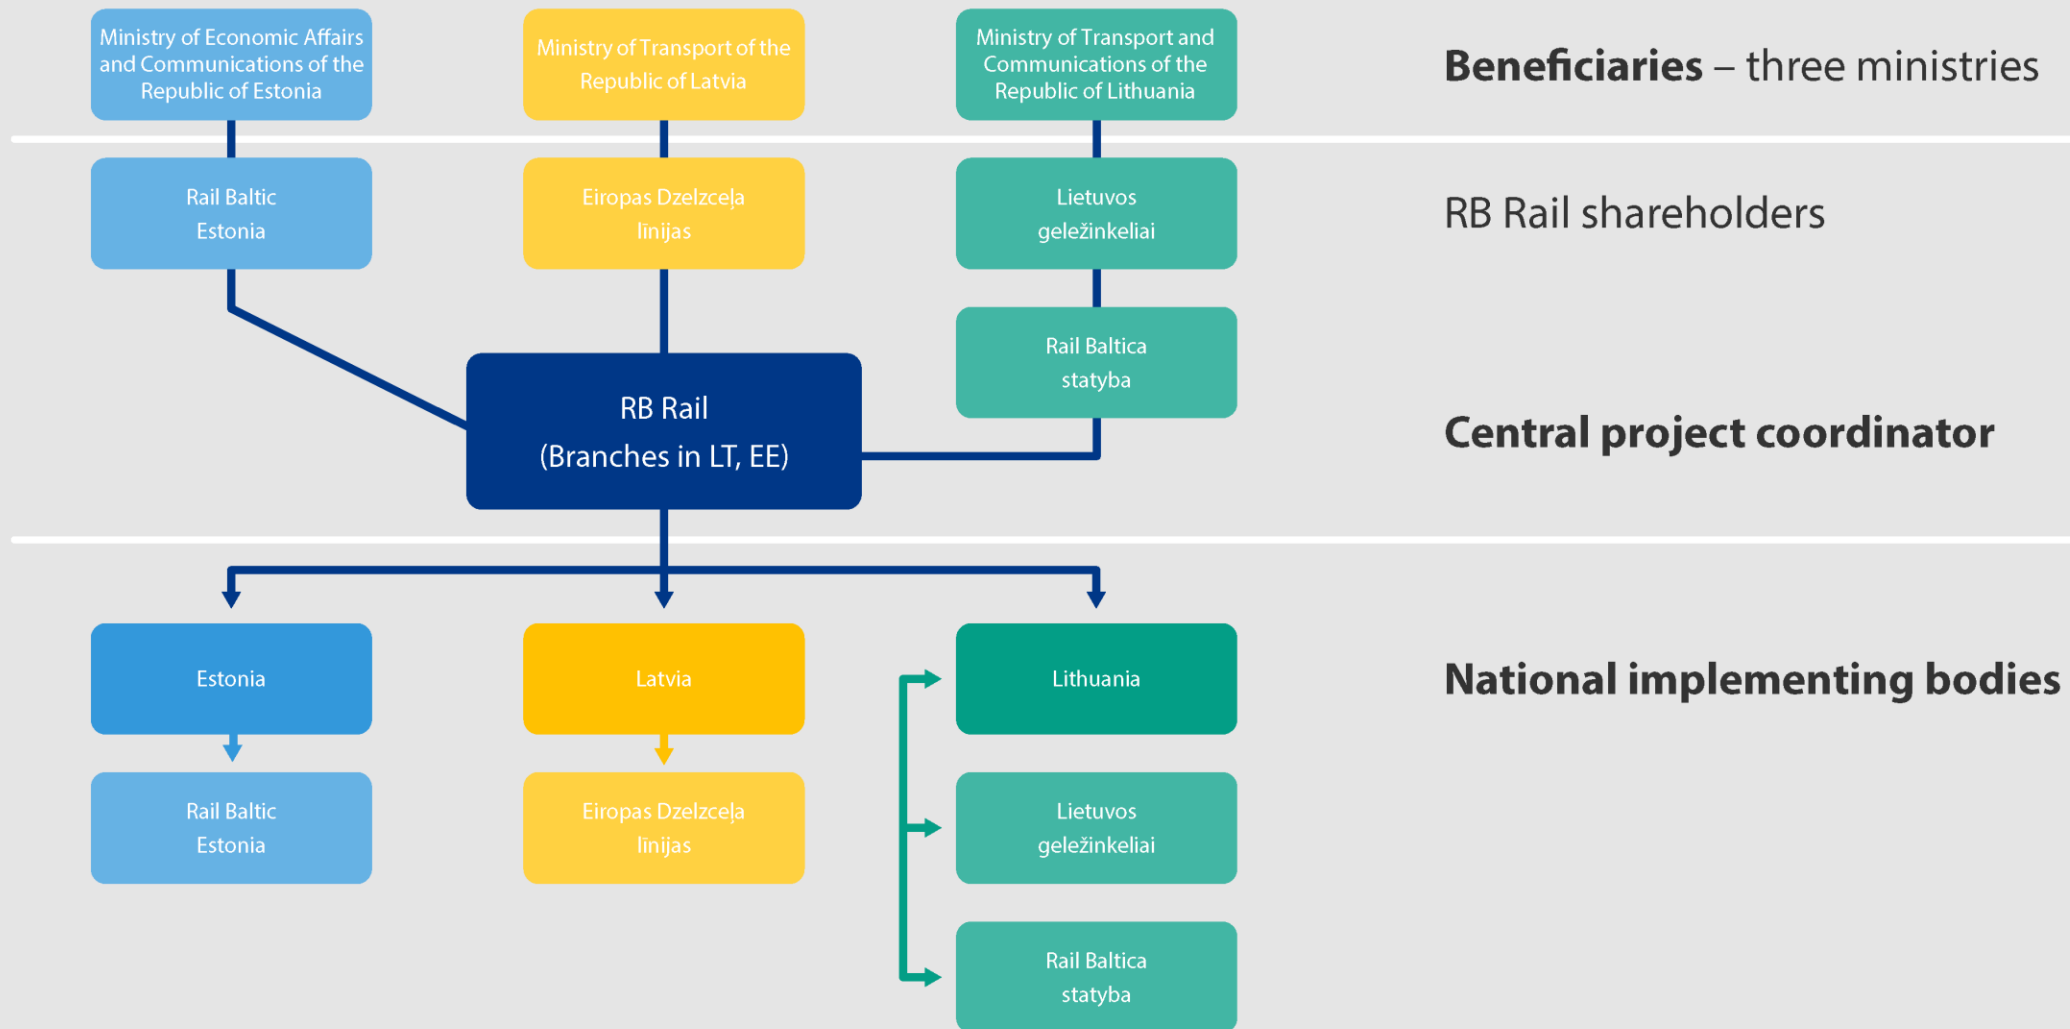 Ministry of Economic Affairs
and Communications of the
Republic of Estonia
Ministry of Transport of the
Republic of Latvia
Ministry of Transport and
Communications of the
Republic of Lithuania
Beneficiaries – three ministries
Rail Baltic
Estonia
Eiropas Dzelzceļa
līnijas
Lietuvos
geležinkeliai
RB Rail shareholders
Rail Baltica
statyba
RB Rail
(Branches in LT, EE)
Central project coordinator
Estonia
Latvia
Lithuania
National implementing bodies
Rail Baltic
Estonia
Eiropas Dzelzceļa
līnijas
Lietuvos
geležinkeliai
Rail Baltica
statyba